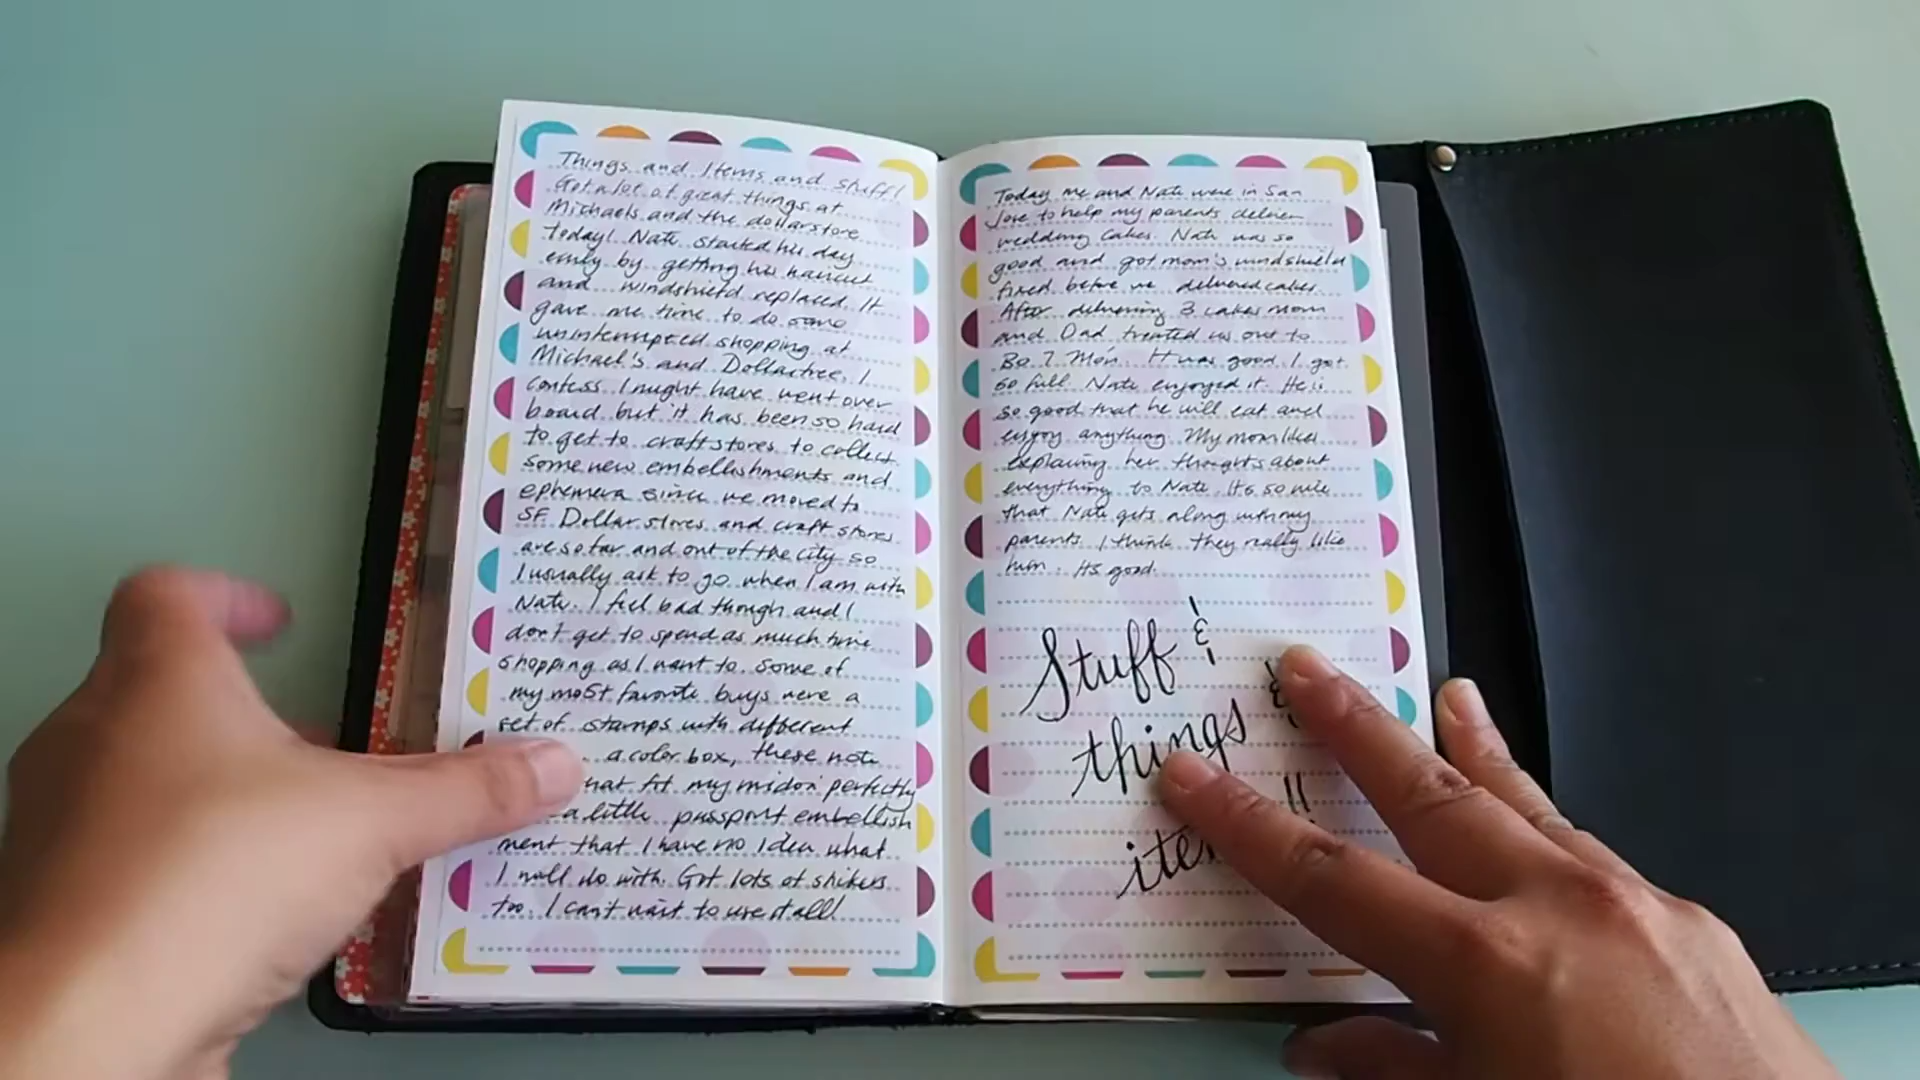 Things and Items and Stuff!
Got a lot of great things at
Michaels and the dollarstore
today! Nate started his day
early by getting his haircut
and windshield replaced. It
gave me time to do some
uninterrupted shopping at
Michael's and Dollartree. I
confess I might have went over
board but it has been so hard
to get to craft stores to collect
some new embellishments and
ephemera since we moved to
SF. Dollar stores and craft stores
are so far and out of the city so
I usually ask to go when I am with
Nate. I feel bad though and I
don't get to spend as much time
shopping as I want to. Some of
my most favorite buys were a
set of stamps with different
a color box, these note
that fit my midori perfectly
a little passport embellish
ment that I have no idea what
I will do with. Got lots of stickers
too. I can't wait to use it all!
Today me and Nate were in San
Jose to help my parents deliver
wedding cakes. Nate was so
good and got mom's windshield
fixed before we delivered cakes.
After delivering 3 cakes mom
and Dad treated us out to
Bo 7 Món. It was good. I got
so full. Nate enjoyed it. He is
so good that he will eat and
enjoy anything. My mom likes
explaining her thoughts about
everything to Nate. It's so nice
that Nate gets along with my
parents. I think they really like
him. It's good.
Stuff &
things &
!!